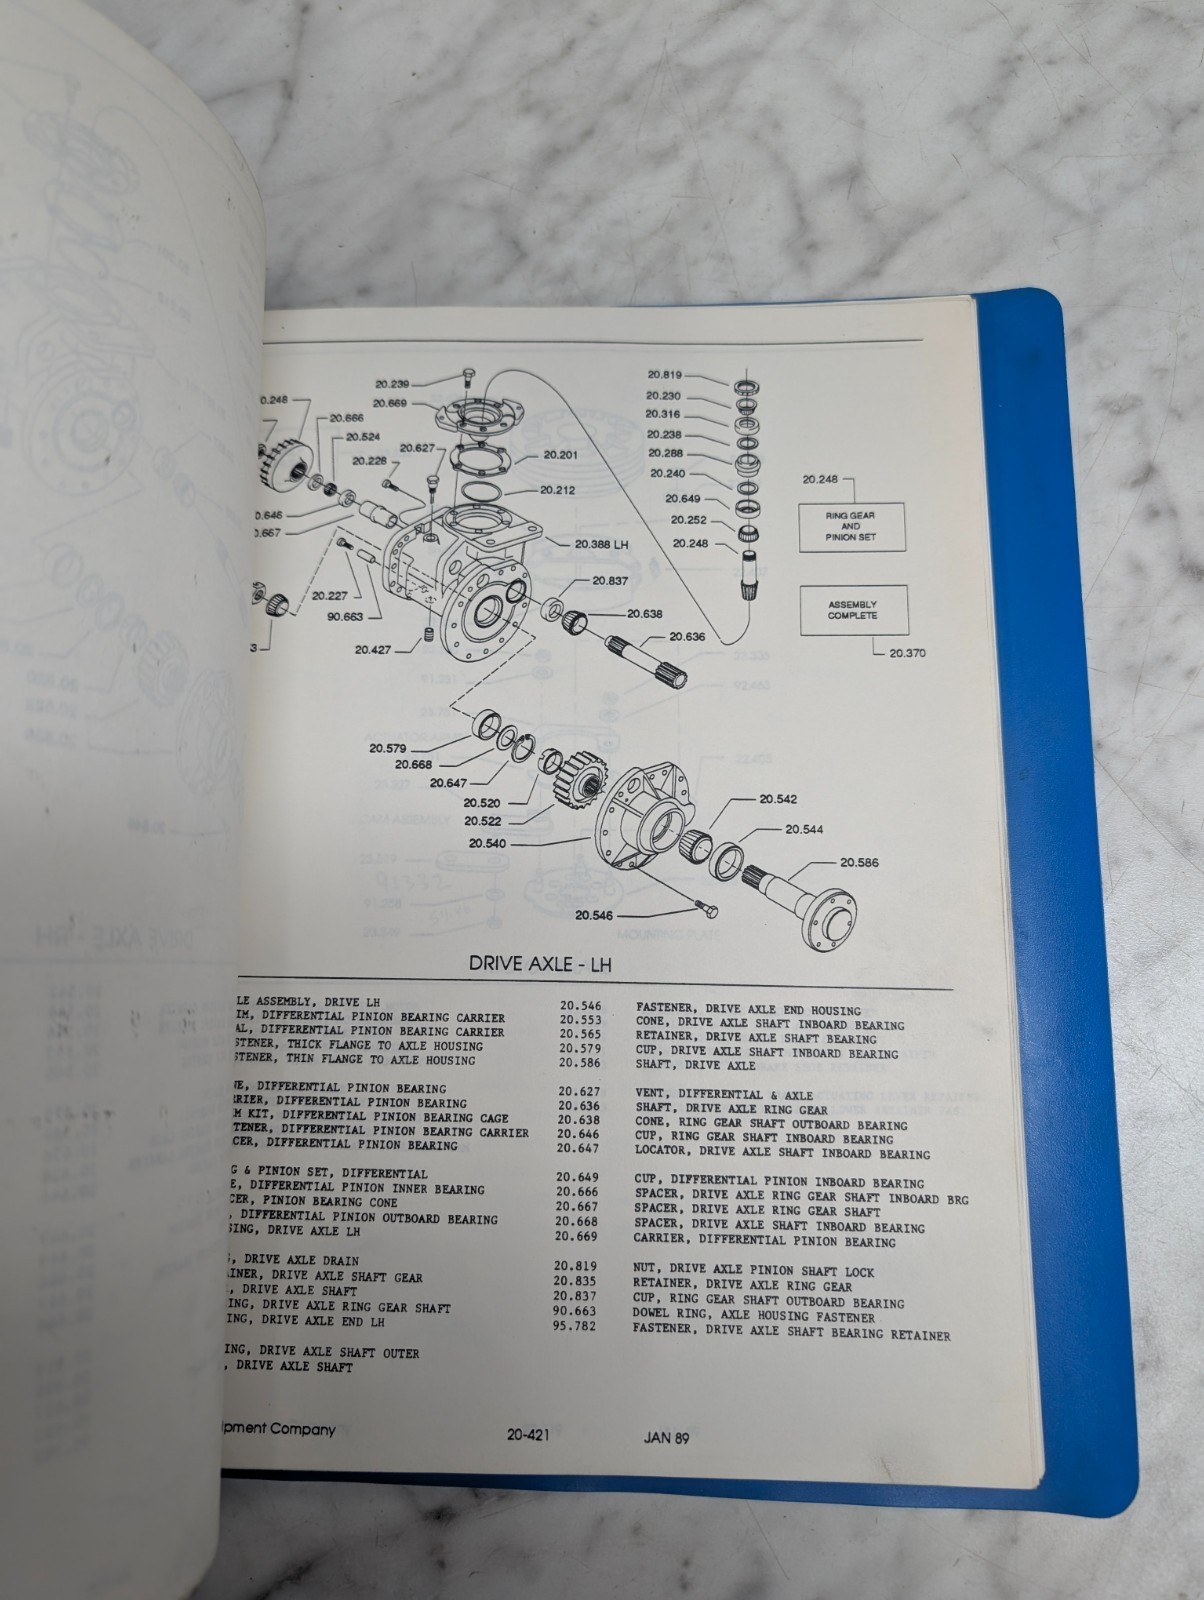 20.239
20.669
0.248
20.666
20.524
20.627
20.228
20.201
20.212
0.646
0.667
20.388 LH
20.227
90.663
20.837
20.638
20.636
3
20.427
20.819
20.230
20.316
20.238
20.288
20.240
20.649
20.252
20.248
20.248
RING GEAR
AND
PINION SET
ASSEMBLY
COMPLETE
20.370
20.579
20.668
20.647
20.520
20.522
20.540
20.542
20.544
20.586
20.546
DRIVE AXLE - LH
LE ASSEMBLY, DRIVE LH
IM, DIFFERENTIAL PINION BEARING CARRIER
AL, DIFFERENTIAL PINION BEARING CARRIER
STENER, THICK FLANGE TO AXLE HOUSING
STENER, THIN FLANGE TO AXLE HOUSING
NE, DIFFERENTIAL PINION BEARING
RRIER, DIFFERENTIAL PINION BEARING
M KIT, DIFFERENTIAL PINION BEARING CAGE
TENER, DIFFERENTIAL PINION BEARING CARRIER
CER, DIFFERENTIAL PINION BEARING
G & PINION SET, DIFFERENTIAL
E, DIFFERENTIAL PINION INNER BEARING
CER, PINION BEARING CONE
, DIFFERENTIAL PINION OUTBOARD BEARING
SING, DRIVE AXLE LH
G, DRIVE AXLE DRAIN
AINER, DRIVE AXLE SHAFT GEAR
, DRIVE AXLE SHAFT
ING, DRIVE AXLE RING GEAR SHAFT
ING, DRIVE AXLE END LH
ING, DRIVE AXLE SHAFT OUTER
, DRIVE AXLE SHAFT
20.546 FASTENER, DRIVE AXLE END HOUSING
20.553 CONE, DRIVE AXLE SHAFT INBOARD BEARING
20.565 RETAINER, DRIVE AXLE SHAFT BEARING
20.579 CUP, DRIVE AXLE SHAFT INBOARD BEARING
20.586 SHAFT, DRIVE AXLE
20.627 VENT, DIFFERENTIAL & AXLE
20.636 SHAFT, DRIVE AXLE RING GEAR
20.638 CONE, RING GEAR SHAFT OUTBOARD BEARING
20.646 CUP, RING GEAR SHAFT INBOARD BEARING
20.647 LOCATOR, DRIVE AXLE SHAFT INBOARD BEARING
20.649 CUP, DIFFERENTIAL PINION INBOARD BEARING
20.666 SPACER, DRIVE AXLE RING GEAR SHAFT INBOARD BRG
20.667 SPACER, DRIVE AXLE RING GEAR SHAFT
20.668 SPACER, DRIVE AXLE SHAFT INBOARD BEARING
20.669 CARRIER, DIFFERENTIAL PINION BEARING
20.819 NUT, DRIVE AXLE PINION SHAFT LOCK
20.835 RETAINER, DRIVE AXLE RING GEAR
20.837 CUP, RING GEAR SHAFT OUTBOARD BEARING
90.663 DOWEL RING, AXLE HOUSING FASTENER
95.782 FASTENER, DRIVE AXLE SHAFT BEARING RETAINER
ipment Company
20-421
JAN 89